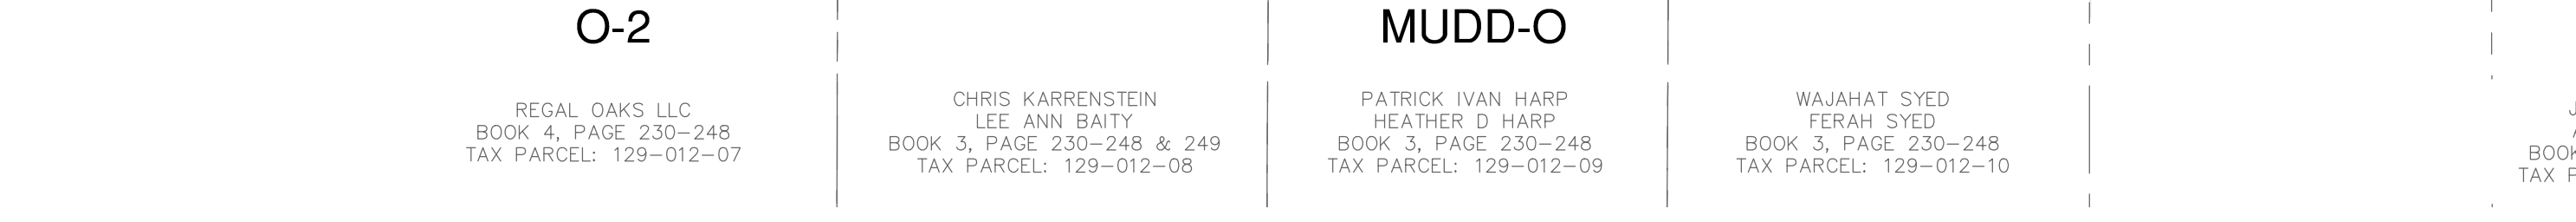 O-2
REGAL OAKS LLC
BOOK 4, PAGE 230-248
TAX PARCEL: 129-012-07
CHRIS KARRENSTEIN
LEE ANN BAITY
BOOK 3, PAGE 230-248 & 249
TAX PARCEL: 129-012-08
MUDD-O
PATRICK IVAN HARP
HEATHER D HARP
BOOK 3, PAGE 230-248
TAX PARCEL: 129-012-09
WAJAHAT SYED
FERAH SYED
BOOK 3, PAGE 230-248
TAX PARCEL: 129-012-10
BOOK
TAX